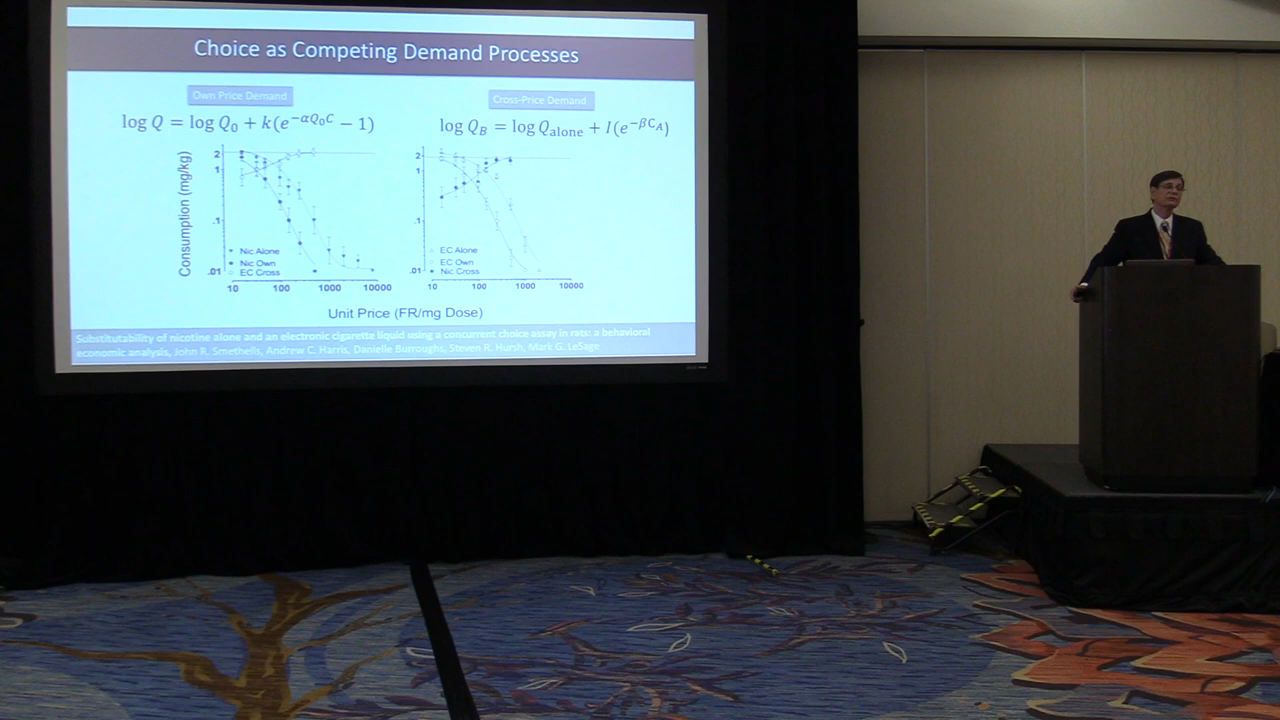 Choice as Competing Demand Processes
Own Price Demand
Cross-Price Demand
log Q = log Q₀ + k(e^{−αQ₀C} − 1)
log Q_B = log Q_alone + I(e^{−βC_A})
Consumption (mg/kg)
2
1
.1
.01
Nic Alone
Nic Own
EC Cross
10 100 1000 10000
2
1
.1
.01
EC Alone
EC Own
Nic Cross
10 100 1000 10000
Unit Price (FR/mg Dose)
Substitutability of nicotine alone and an electronic cigarette liquid using a concurrent choice assay in rats: a behavioral
economic analysis, John R. Smethells, Andrew C. Harris, Danielle Burroughs, Steven R. Hursh, Mark G. LeSage